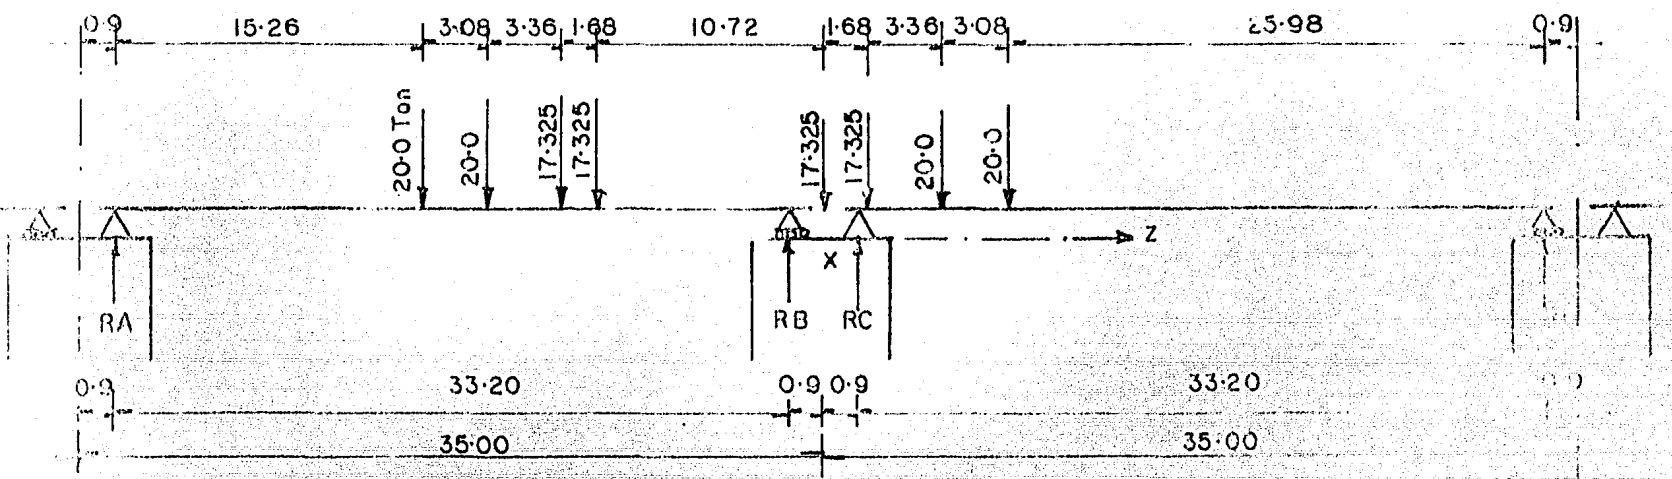 0·9 15·26 3·08 3·36 1·68 10·72 1·68 3·36 3·08 25·98 0·9
20·0 Ton 20·0 17·325 17·325 17·325 17·325 20·0 20·0
Z
X
RA RB RC
0·9 33·20 0·9 0·9 33·20
35·00 35·00